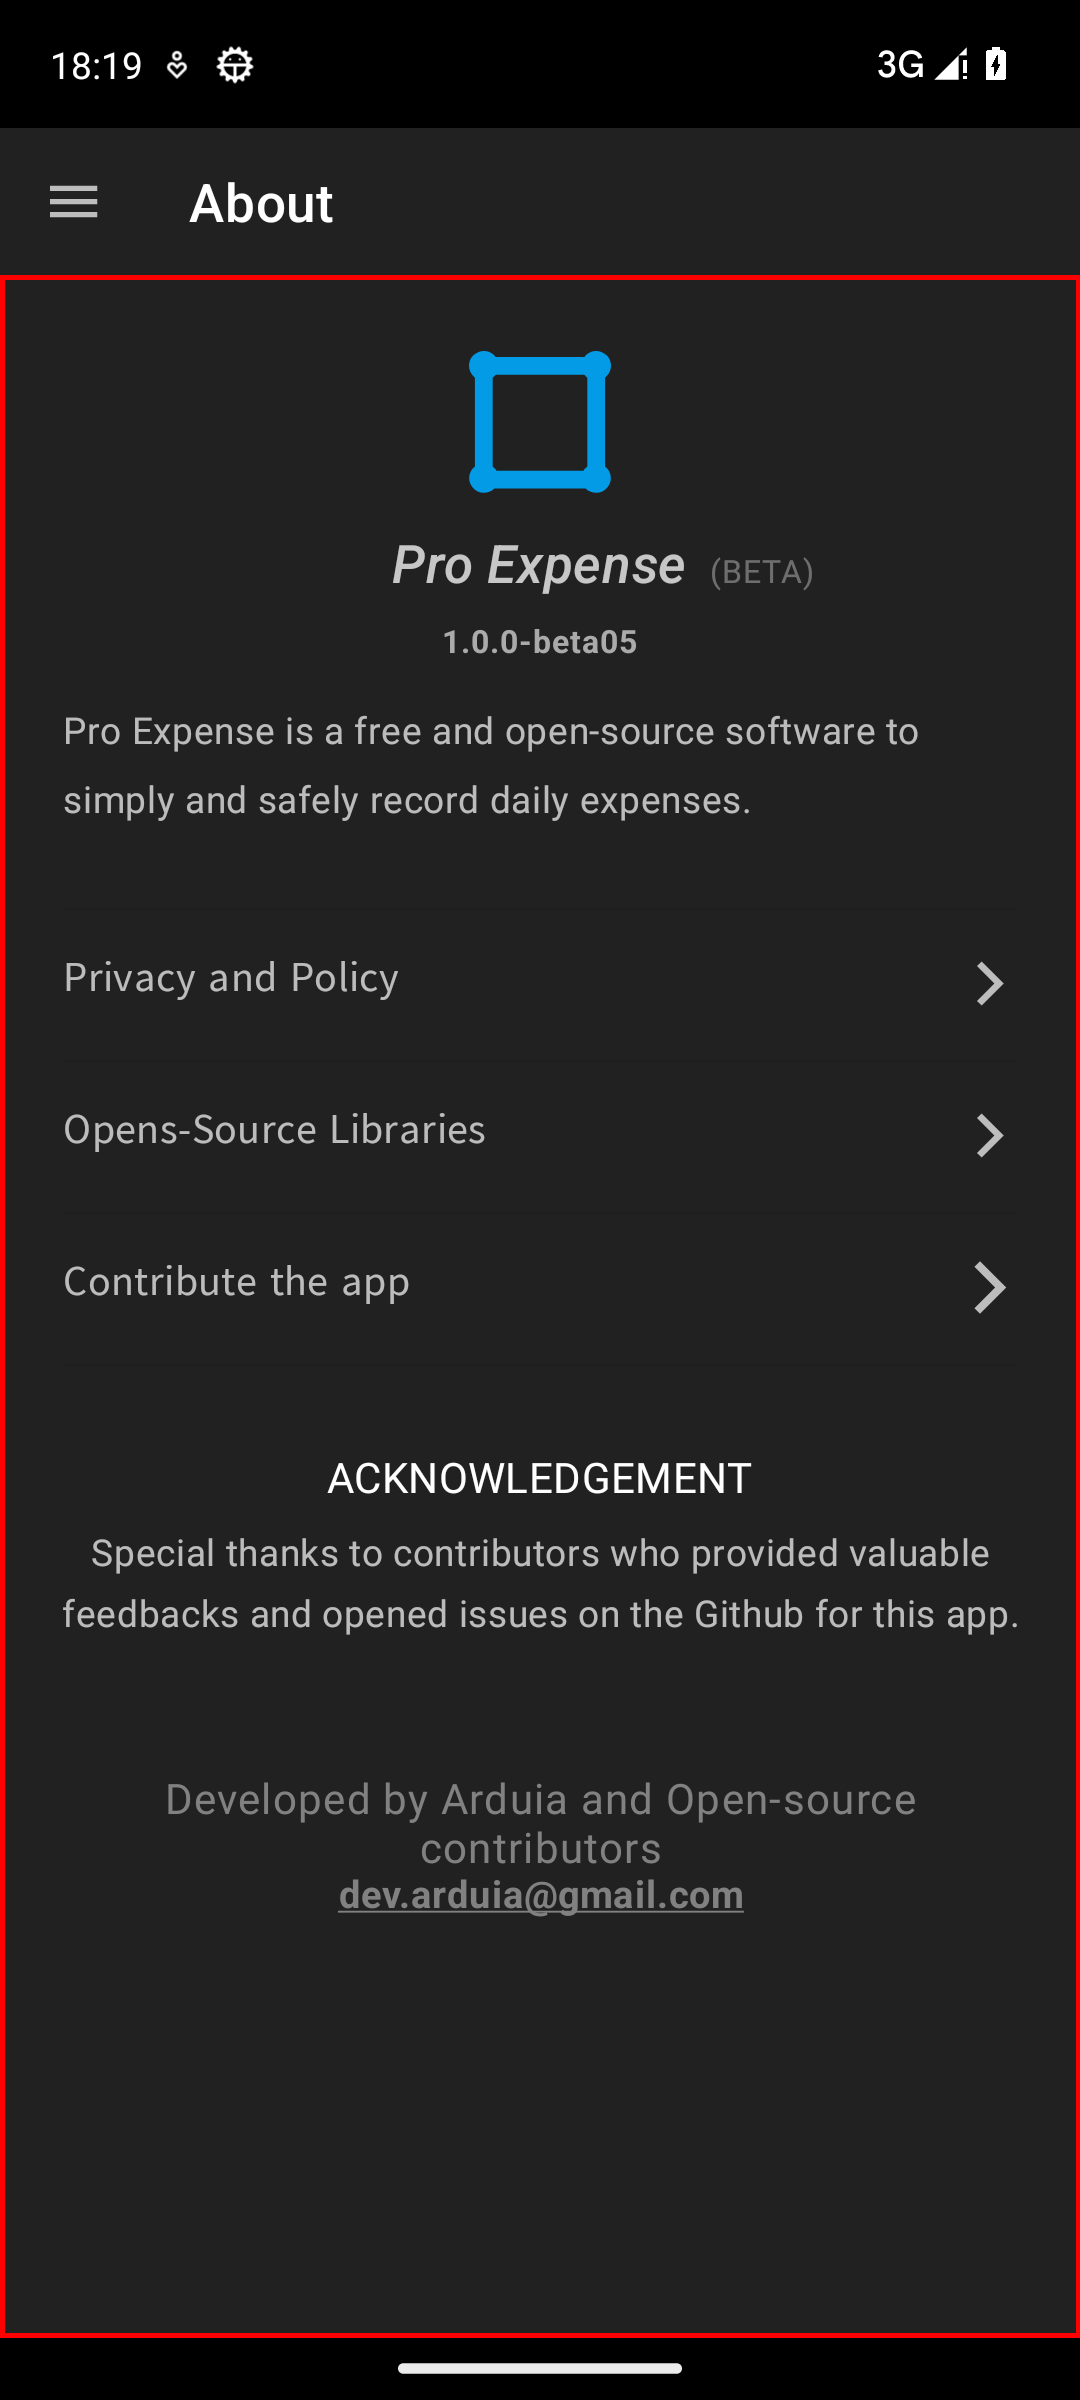 18:19
3G
About
Pro Expense (BETA)
1.0.0-beta05
Pro Expense is a free and open-source software to
simply and safely record daily expenses.
Privacy and Policy
Opens-Source Libraries
Contribute the app
ACKNOWLEDGEMENT
Special thanks to contributors who provided valuable
feedbacks and opened issues on the Github for this app.
Developed by Arduia and Open-source
contributors
dev.arduia@gmail.com